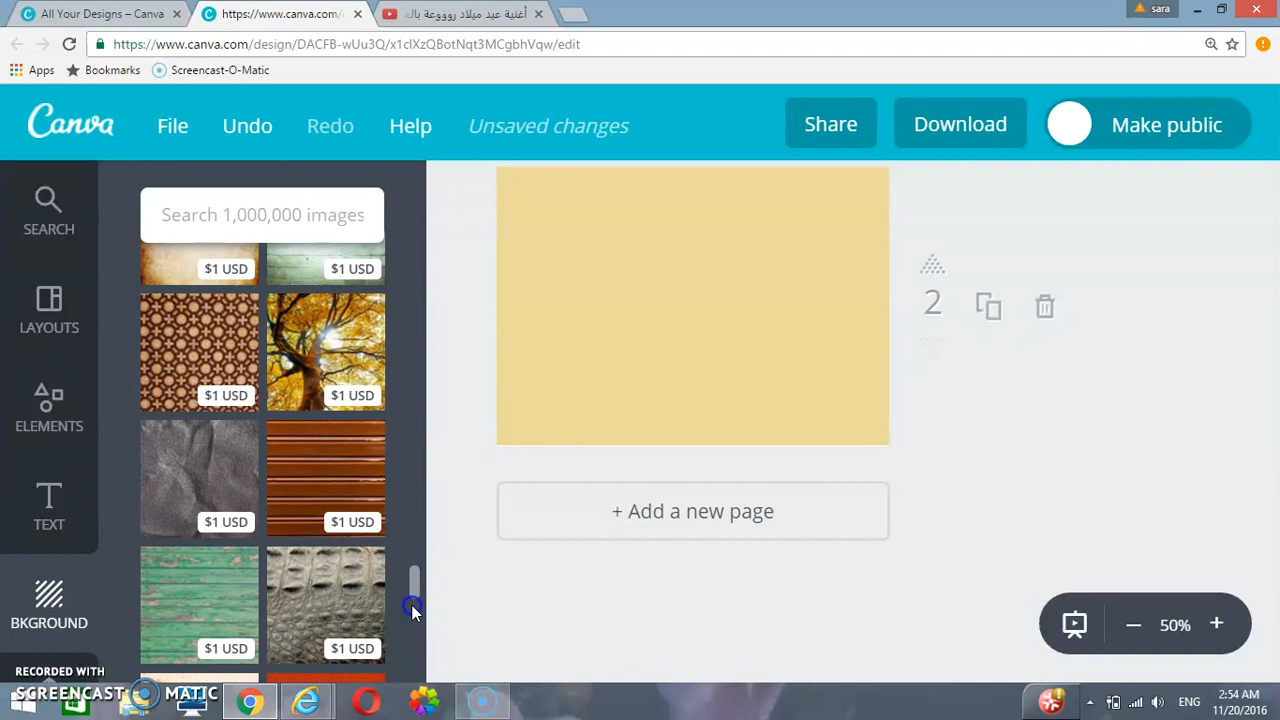 All Your Designs – Canva
https://www.canva.com/
أغنية عيد ميلاد روووعة بالـ
sara
https://www.canva.com/design/DACFB-wUu3Q/x1cIXzQBotNqt3MCgbhVqw/edit
Apps
Bookmarks
Screencast-O-Matic
Canva
File
Undo
Redo
Help
Unsaved changes
Share
Download
Make public
SEARCH
LAYOUTS
ELEMENTS
TEXT
BKGROUND
Search 1,000,000 images
$1 USD
$1 USD
$1 USD
$1 USD
$1 USD
$1 USD
$1 USD
$1 USD
2
+ Add a new page
50%
RECORDED WITH
SCREENCAST MATIC
ENG
2:54 AM
11/20/2016